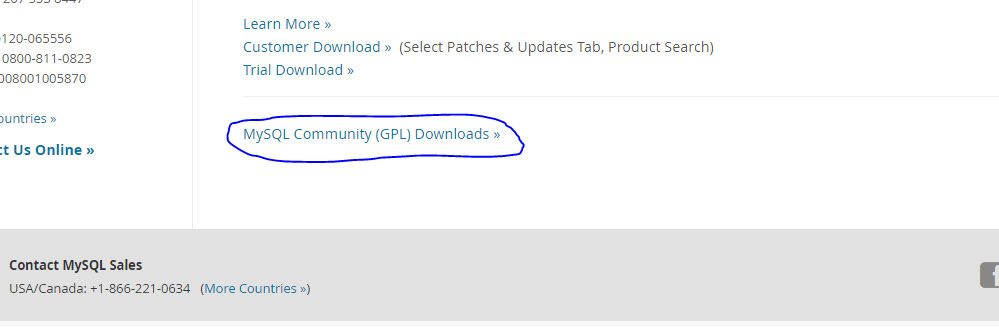 Learn More »
Customer Download » (Select Patches & Updates Tab, Product Search)
Trial Download »
0120-065556
0800-811-0823
008001005870
ountries »
ct Us Online »
MySQL Community (GPL) Downloads »
Contact MySQL Sales
USA/Canada: +1-866-221-0634 (More Countries »)